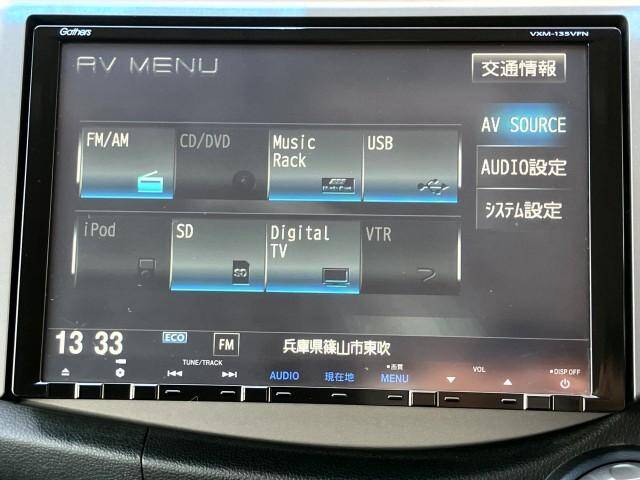 Gathers
VXM-135VFN
AV MENU
交通情報
AV SOURCE
FM/AM
CD/DVD
Music Rack
USB
AUDIO設定
iPod
SD
Digital TV
VTR
システム設定
SD
13 33
ECO
FM
兵庫県篠山市東吹
TUNE/TRACK
AUDIO
現在地
画質
MENU
VOL
DISP OFF